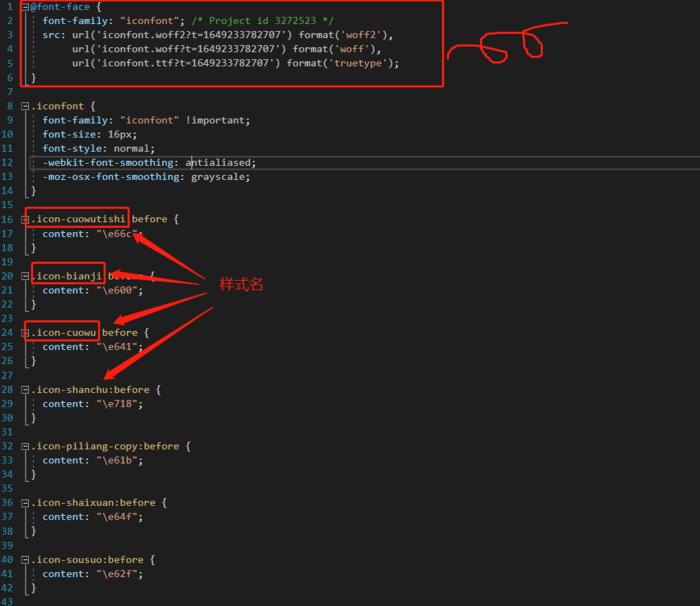 1 @font-face {
2 font-family: "iconfont"; /* Project id 3272523 */
3 src: url('iconfont.woff2?t=1649233782707') format('woff2'),
4 url('iconfont.woff?t=1649233782707') format('woff'),
5 url('iconfont.ttf?t=1649233782707') format('truetype');
6 }
7
8 .iconfont {
9 font-family: "iconfont" !important;
10 font-size: 16px;
11 font-style: normal;
12 -webkit-font-smoothing: antialiased;
13 -moz-osx-font-smoothing: grayscale;
14 }
15
16 .icon-cuowutishi before {
17 content: "\e66c";
18 }
19
20 .icon-bianji before {
21 content: "\e600";
样式名
22 }
23
24 .icon-cuowu before {
25 content: "\e641";
26 }
27
28 .icon-shanchu:before {
29 content: "\e718";
30 }
31
32 .icon-piliang-copy:before {
33 content: "\e61b";
34 }
35
36 .icon-shaixuan:before {
37 content: "\e64f";
38 }
39
40 .icon-sousuo:before {
41 content: "\e62f";
42 }
43